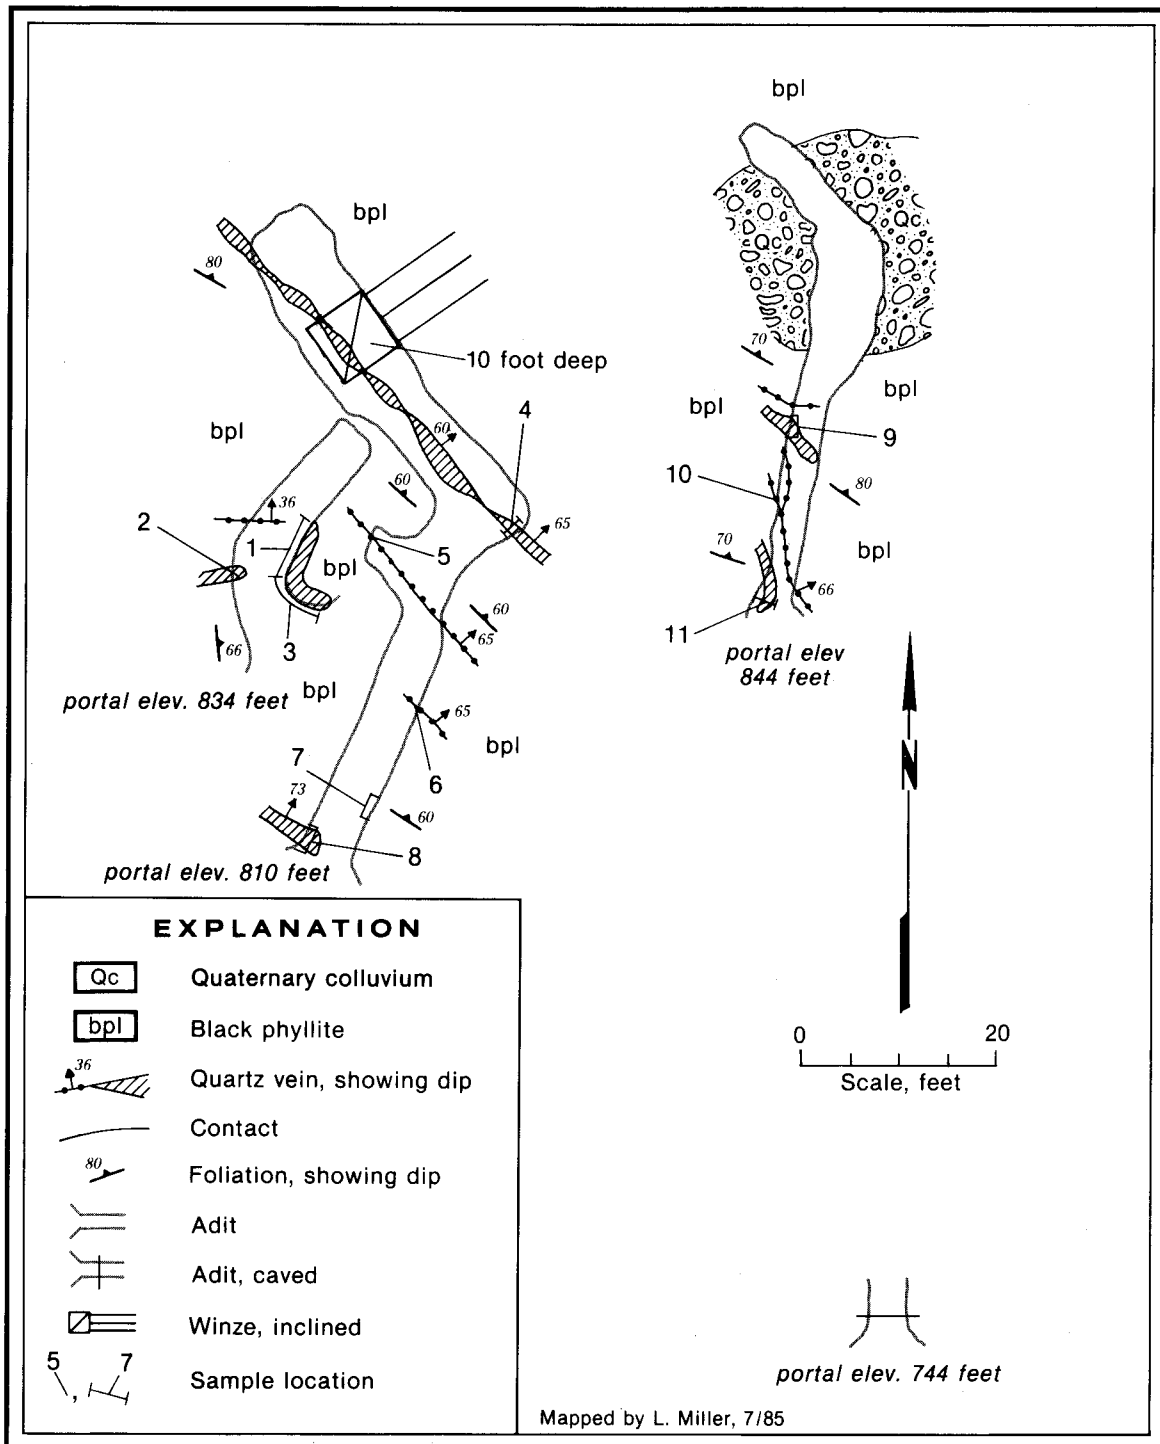 bpl
bpl
80
10 foot deep
4
60
bpl
60
36
2
1
bpl
5
65
60
65
3
66
portal elev. 834 feet
bpl
65
bpl
7
6
73
60
8
portal elev. 810 feet
Qc
Qc
70
bpl
bpl
9
10
80
70
bpl
66
11
portal elev
844 feet
N
0 20
Scale, feet
EXPLANATION
Qc Quaternary colluvium
bpl Black phyllite
36 Quartz vein, showing dip
Contact
80 Foliation, showing dip
Adit
Adit, caved
Winze, inclined
5 , 7 Sample location
portal elev. 744 feet
Mapped by L. Miller, 7/85